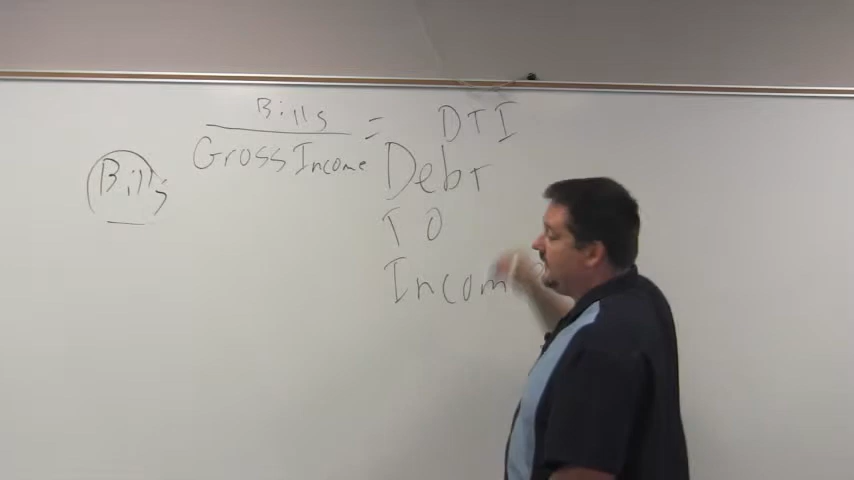 Bills
Gross Income = DTI
Bills
Debt
To
Incom